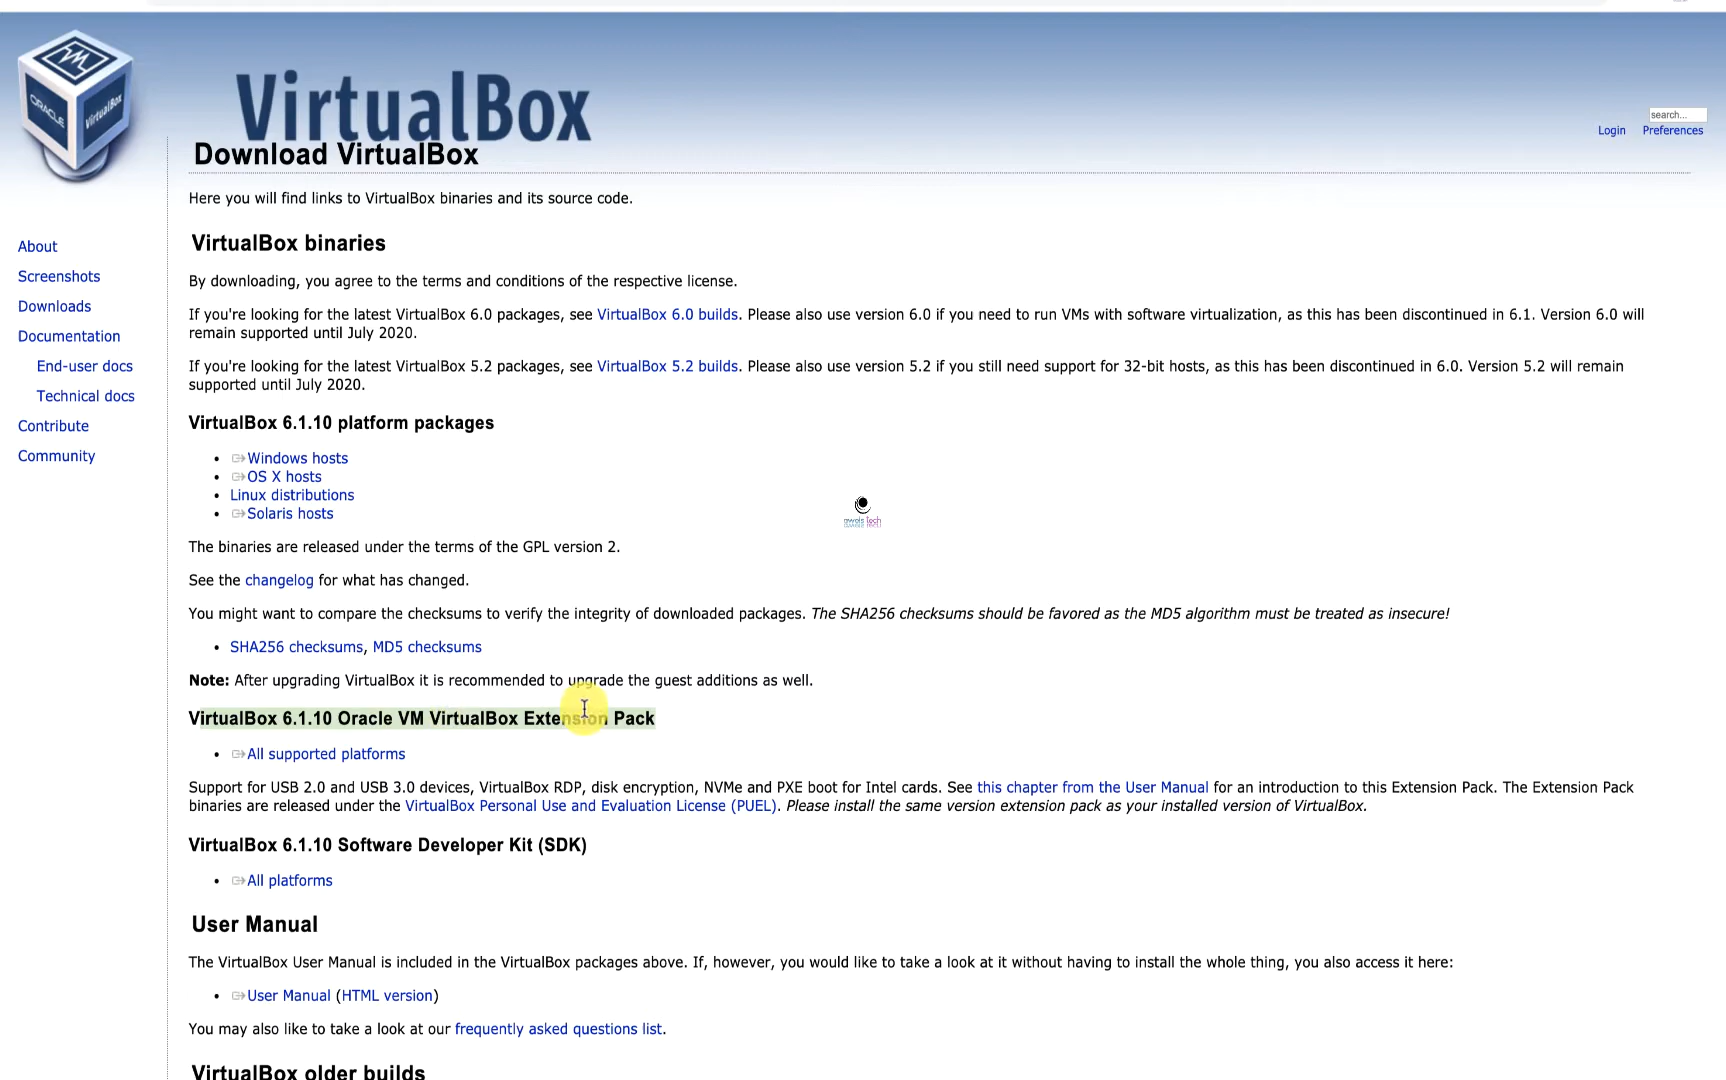 ORACLE
VirtualBox
VirtualBox
search...
Login Preferences
Download VirtualBox
Here you will find links to VirtualBox binaries and its source code.
About
Screenshots
Downloads
Documentation
End-user docs
Technical docs
Contribute
Community
VirtualBox binaries
By downloading, you agree to the terms and conditions of the respective license.
If you're looking for the latest VirtualBox 6.0 packages, see VirtualBox 6.0 builds. Please also use version 6.0 if you need to run VMs with software virtualization, as this has been discontinued in 6.1. Version 6.0 will
remain supported until July 2020.
If you're looking for the latest VirtualBox 5.2 packages, see VirtualBox 5.2 builds. Please also use version 5.2 if you still need support for 32-bit hosts, as this has been discontinued in 6.0. Version 5.2 will remain
supported until July 2020.
VirtualBox 6.1.10 platform packages
• Windows hosts
• OS X hosts
• Linux distributions
• Solaris hosts
The binaries are released under the terms of the GPL version 2.
See the changelog for what has changed.
You might want to compare the checksums to verify the integrity of downloaded packages. The SHA256 checksums should be favored as the MD5 algorithm must be treated as insecure!
• SHA256 checksums, MD5 checksums
Note: After upgrading VirtualBox it is recommended to upgrade the guest additions as well.
VirtualBox 6.1.10 Oracle VM VirtualBox Extension Pack
• All supported platforms
Support for USB 2.0 and USB 3.0 devices, VirtualBox RDP, disk encryption, NVMe and PXE boot for Intel cards. See this chapter from the User Manual for an introduction to this Extension Pack. The Extension Pack
binaries are released under the VirtualBox Personal Use and Evaluation License (PUEL). Please install the same version extension pack as your installed version of VirtualBox.
VirtualBox 6.1.10 Software Developer Kit (SDK)
• All platforms
User Manual
The VirtualBox User Manual is included in the VirtualBox packages above. If, however, you would like to take a look at it without having to install the whole thing, you also access it here:
• User Manual (HTML version)
You may also like to take a look at our frequently asked questions list.
VirtualBox older builds